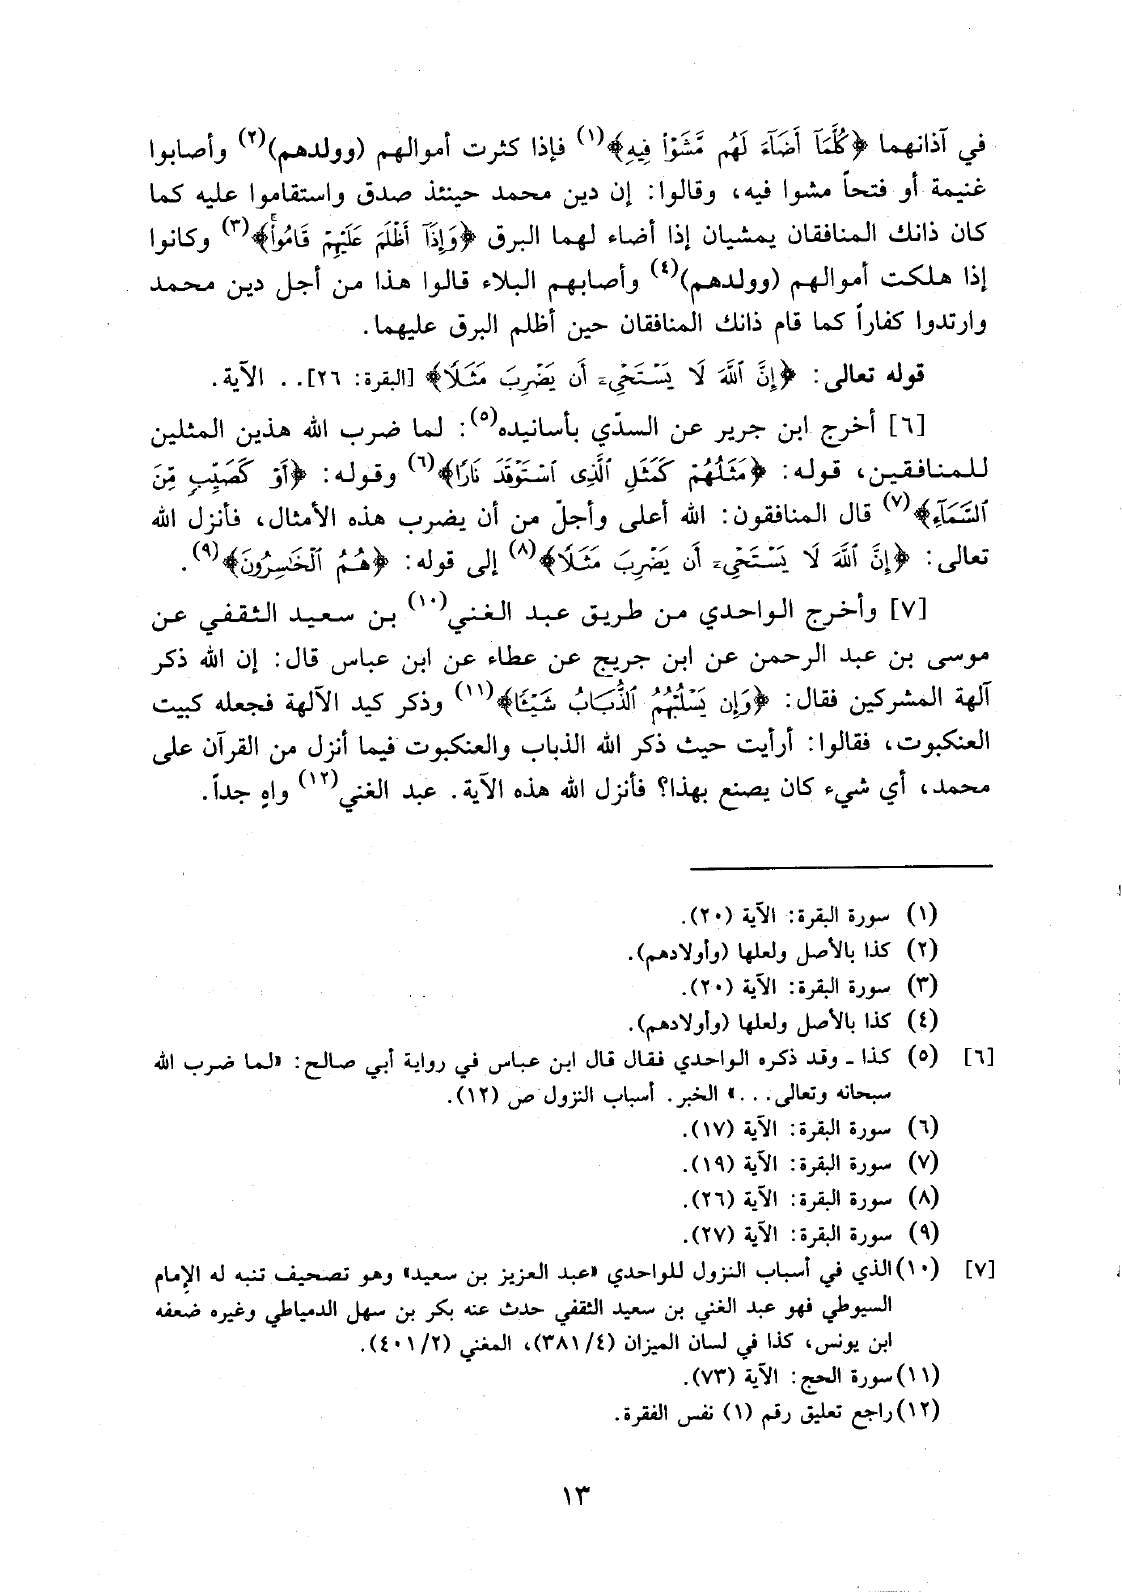 في آذانهما ﴿كُلَّمَآ أَضَآءَ لَهُم مَّشَوْا۟ فِيهِ﴾(١) فإذا كثرت أموالهم (وولدهم)(٢) وأصابوا
غنيمة أو فتحاً مشوا فيه، وقالوا: إن دين محمد حينئذ صدق واستقاموا عليه كما
كان ذانك المنافقان يمشيان إذا أضاء لهما البرق ﴿وَإِذَآ أَظْلَمَ عَلَيْهِمْ قَامُوا۟ۚ﴾(٣) وكانوا
إذا هلكت أموالهم (وولدهم)(٤) وأصابهم البلاء قالوا هذا من أجل دين محمد
وارتدوا كفاراً كما قام ذانك المنافقان حين أظلم البرق عليهما.
قوله تعالى: ﴿إِنَّ ٱللَّهَ لَا يَسْتَحْىِۦٓ أَن يَضْرِبَ مَثَلًا﴾ [البقرة: ٢٦].. الآية.
[٦] أخرج ابن جرير عن السدّي بأسانيده(٥): لما ضرب الله هذين المثلين
للمنافقين، قوله: ﴿مَثَلُهُمْ كَمَثَلِ ٱلَّذِى ٱسْتَوْقَدَ نَارًا﴾(٦) وقوله: ﴿أَوْ كَصَيِّبٍ مِّنَ
ٱلسَّمَآءِ﴾(٧) قال المنافقون: الله أعلى وأجلّ من أن يضرب هذه الأمثال، فأنزل الله
تعالى: ﴿إِنَّ ٱللَّهَ لَا يَسْتَحْىِۦٓ أَن يَضْرِبَ مَثَلًا﴾(٨) إلى قوله: ﴿هُمُ ٱلْخَٰسِرُونَ﴾(٩).
[٧] وأخرج الواحدي من طريق عبد الغني(١٠) بن سعيد الثقفي عن
موسى بن عبد الرحمن عن ابن جريج عن عطاء عن ابن عباس قال: إن الله ذكر
آلهة المشركين فقال: ﴿وَإِن يَسْلُبْهُمُ ٱلذُّبَابُ شَيْـًٔا﴾(١١) وذكر كيد الآلهة فجعله كبيت
العنكبوت، فقالوا: أرأيت حيث ذكر الله الذباب والعنكبوت فيما أنزل من القرآن على
محمد، أي شيء كان يصنع بهذا؟ فأنزل الله هذه الآية. عبد الغني(١٢) واهٍ جداً.
(١) سورة البقرة: الآية (٢٠).
(٢) كذا بالأصل ولعلها (وأولادهم).
(٣) سورة البقرة: الآية (٢٠).
(٤) كذا بالأصل ولعلها (وأولادهم).
[٦] (٥) كذا ـ وقد ذكره الواحدي فقال قال ابن عباس في رواية أبي صالح: «لما ضرب الله
سبحانه وتعالى...» الخبر. أسباب النزول ص (١٢).
(٦) سورة البقرة: الآية (١٧).
(٧) سورة البقرة: الآية (١٩).
(٨) سورة البقرة: الآية (٢٦).
(٩) سورة البقرة: الآية (٢٧).
[٧] (١٠) الذي في أسباب النزول للواحدي «عبد العزيز بن سعيد» وهو تصحيف تنبه له الإمام
السيوطي فهو عبد الغني بن سعيد الثقفي حدث عنه بكر بن سهل الدمياطي وغيره ضعفه
ابن يونس، كذا في لسان الميزان (٣٨١/٤)، المغني (٤٠١/٢).
(١١) سورة الحج: الآية (٧٣).
(١٢) راجع تعليق رقم (١) نفس الفقرة.
١٣